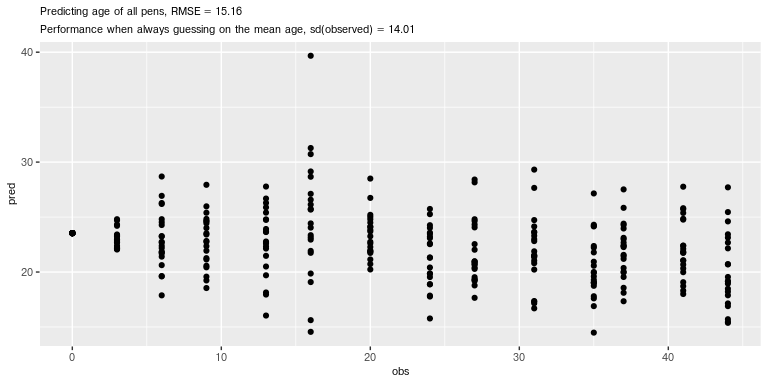 Predicting age of all pens, RMSE = 15.16
Performance when always guessing on the mean age, sd(observed) = 14.01
40
30
20
pred
0
10
20
30
40
obs